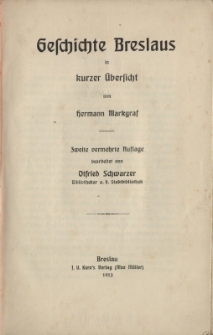 Geschichte Breslaus
in
kurzer Übersicht
von
Hermann Markgraf
Zweite vermehrte Auflage
bearbeitet von
Otfried Schwarzer
Bibliothekar a. d. Stadtbibliothek
Breslau
J. U. Kern's Verlag (Max Müller)
1913